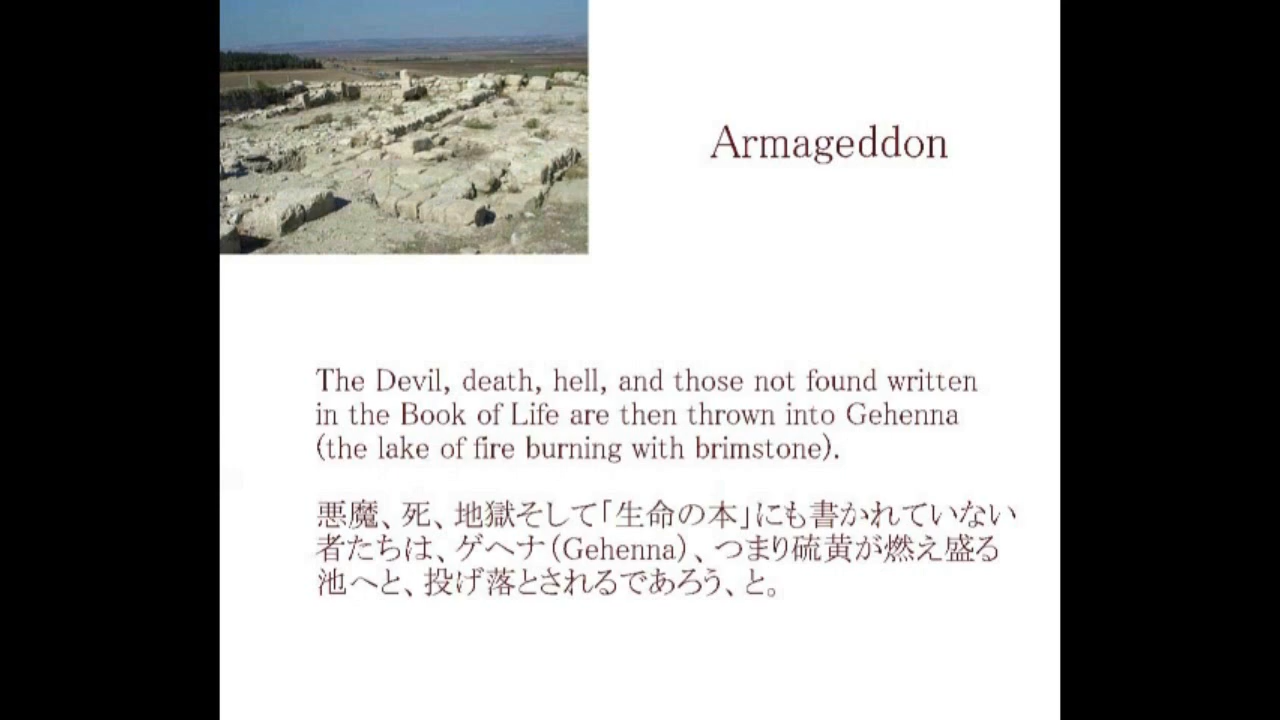 Armageddon
The Devil, death, hell, and those not found written
in the Book of Life are then thrown into Gehenna
(the lake of fire burning with brimstone).
悪魔、死、地獄そして「生命の本」にも書かれていない
者たちは、ゲヘナ(Gehenna)、つまり硫黄が燃え盛る
池へと、投げ落とされるであろう、と。